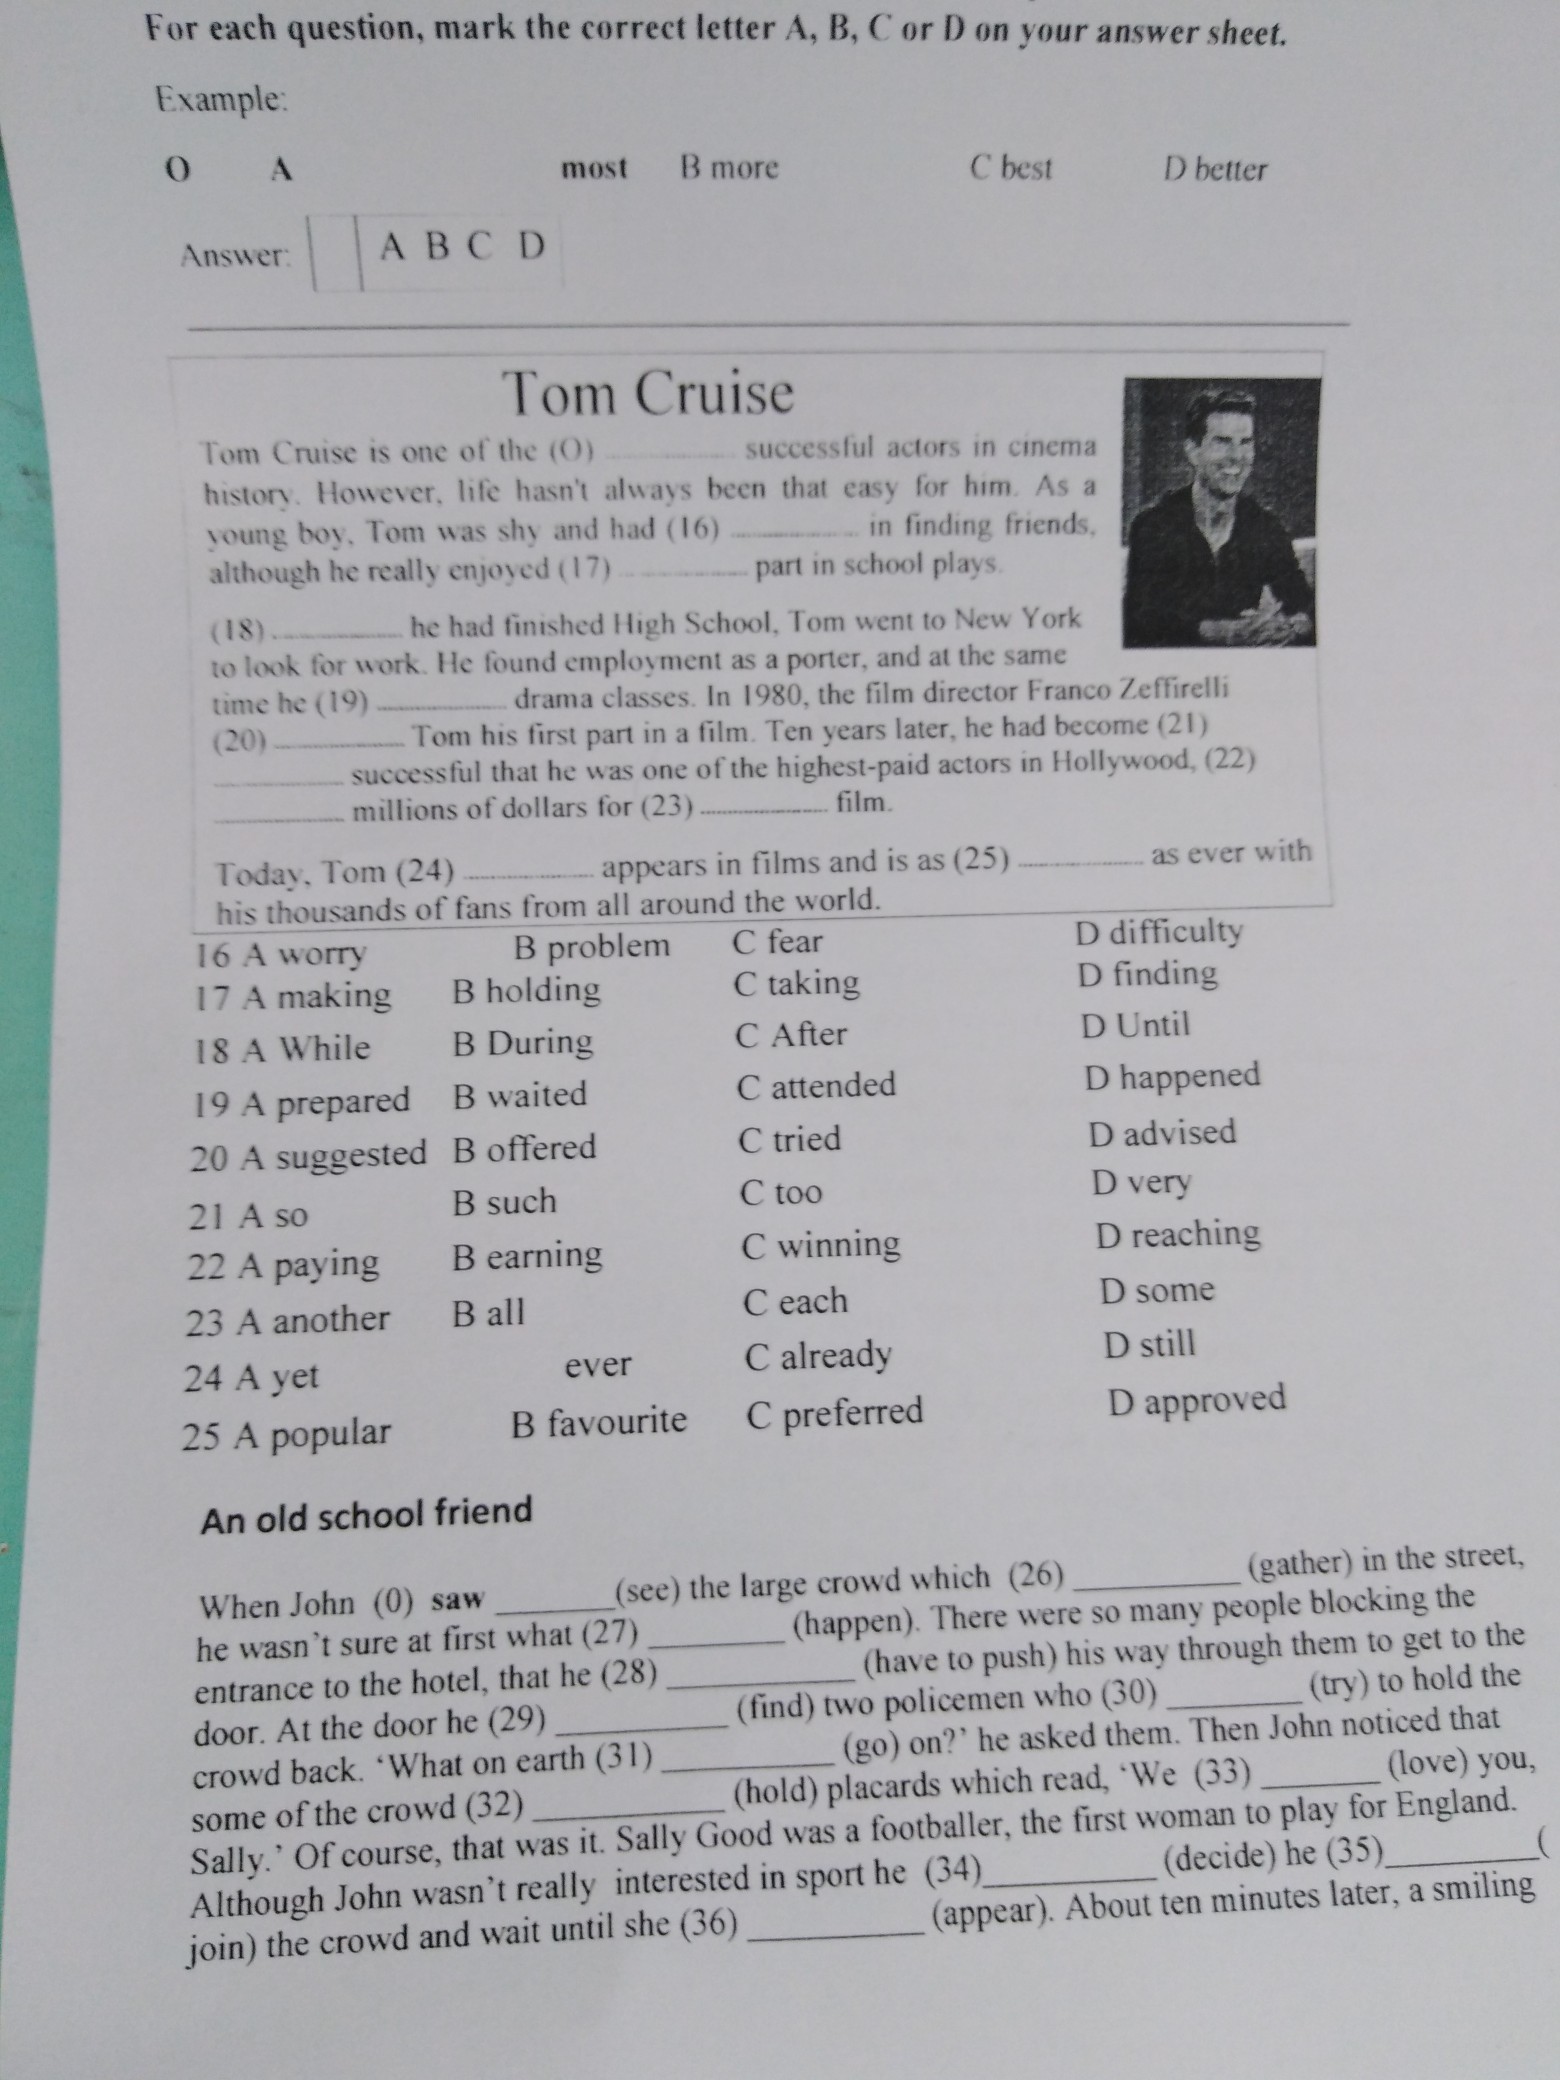 For each question, mark the correct letter A, B, C or D on your answer sheet.
Example:
O A most B more C best D better
Answer: A B C D
Tom Cruise
Tom Cruise is one of the (O) ............ successful actors in cinema
history. However, life hasn't always been that easy for him. As a
young boy, Tom was shy and had (16) ............ in finding friends,
although he really enjoyed (17) ............ part in school plays.
(18) ............ he had finished High School, Tom went to New York
to look for work. He found employment as a porter, and at the same
time he (19) ............ drama classes. In 1980, the film director Franco Zeffirelli
(20) ............ Tom his first part in a film. Ten years later, he had become (21)
............ successful that he was one of the highest-paid actors in Hollywood, (22)
............ millions of dollars for (23) ............ film.
Today, Tom (24) ............ appears in films and is as (25) ............ as ever with
his thousands of fans from all around the world.
16 A worry B problem C fear D difficulty
17 A making B holding C taking D finding
18 A While B During C After D Until
19 A prepared B waited C attended D happened
20 A suggested B offered C tried D advised
21 A so B such C too D very
22 A paying B earning C winning D reaching
23 A another B all C each D some
24 A yet ever C already D still
25 A popular B favourite C preferred D approved
An old school friend
When John (0) saw ______(see) the large crowd which (26) ________ (gather) in the street,
he wasn't sure at first what (27) _______ (happen). There were so many people blocking the
entrance to the hotel, that he (28) _________ (have to push) his way through them to get to the
door. At the door he (29) ________ (find) two policemen who (30) _______ (try) to hold the
crowd back. 'What on earth (31) ________ (go) on?' he asked them. Then John noticed that
some of the crowd (32) _________ (hold) placards which read, 'We (33) ______ (love) you,
Sally.' Of course, that was it. Sally Good was a footballer, the first woman to play for England.
Although John wasn't really interested in sport he (34)________ (decide) he (35)_______(
join) the crowd and wait until she (36) _________ (appear). About ten minutes later, a smiling